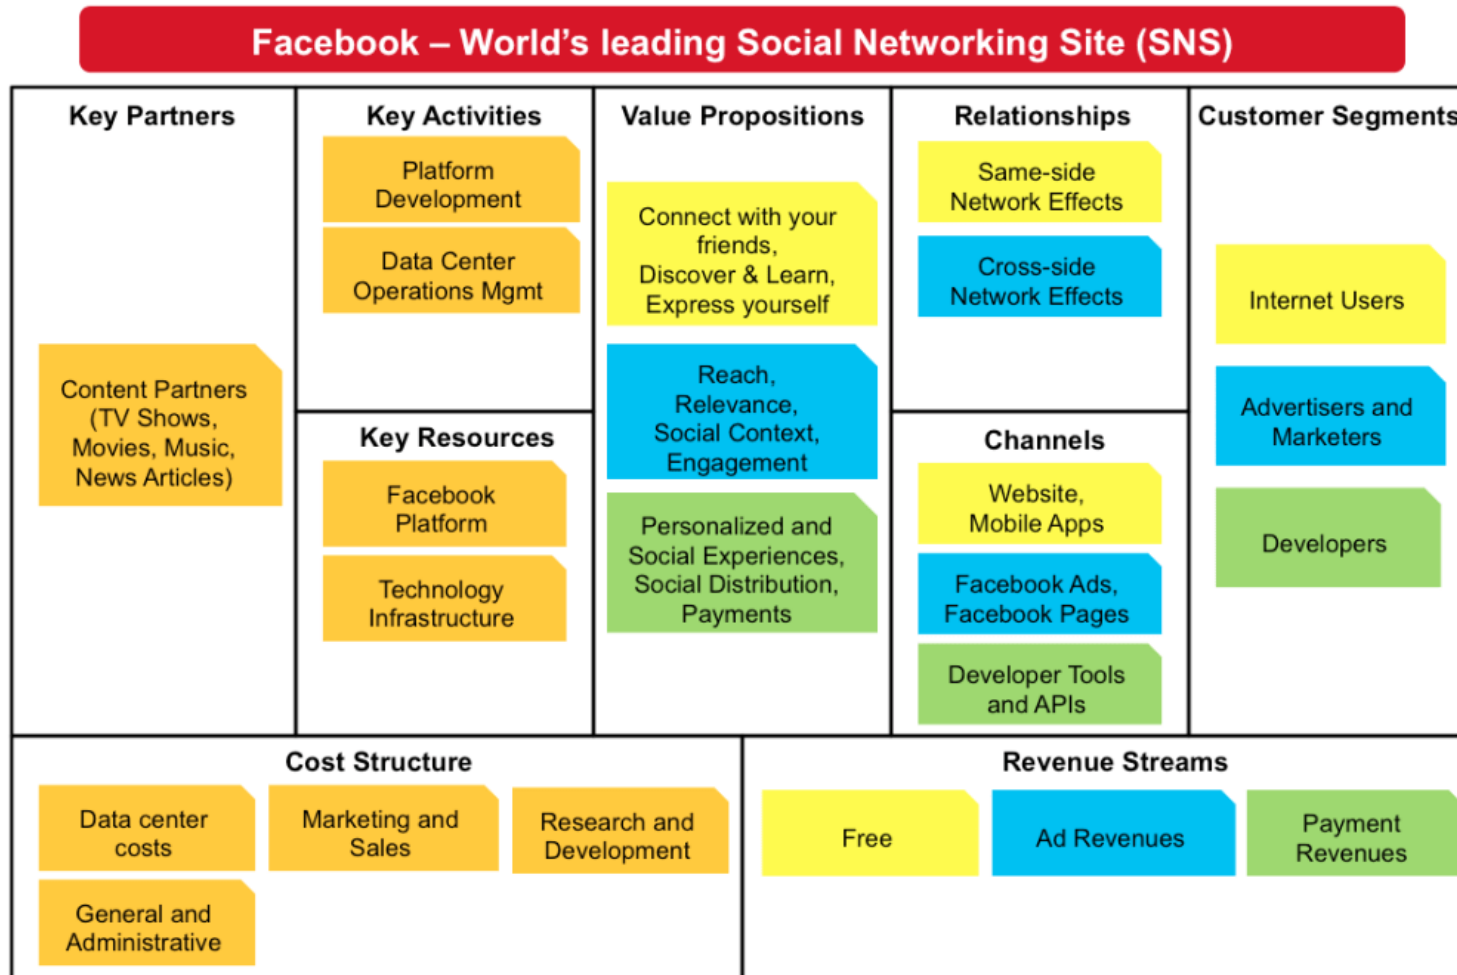 Facebook – World's leading Social Networking Site (SNS)
Key Partners
Content Partners
(TV Shows,
Movies, Music,
News Articles)
Key Activities
Platform
Development
Data Center
Operations Mgmt
Key Resources
Facebook
Platform
Technology
Infrastructure
Value Propositions
Connect with your
friends,
Discover & Learn,
Express yourself
Reach,
Relevance,
Social Context,
Engagement
Personalized and
Social Experiences,
Social Distribution,
Payments
Relationships
Same-side
Network Effects
Cross-side
Network Effects
Channels
Website,
Mobile Apps
Facebook Ads,
Facebook Pages
Developer Tools
and APIs
Customer Segments
Internet Users
Advertisers and
Marketers
Developers
Cost Structure
Data center
costs
Marketing and
Sales
Research and
Development
General and
Administrative
Revenue Streams
Free
Ad Revenues
Payment
Revenues